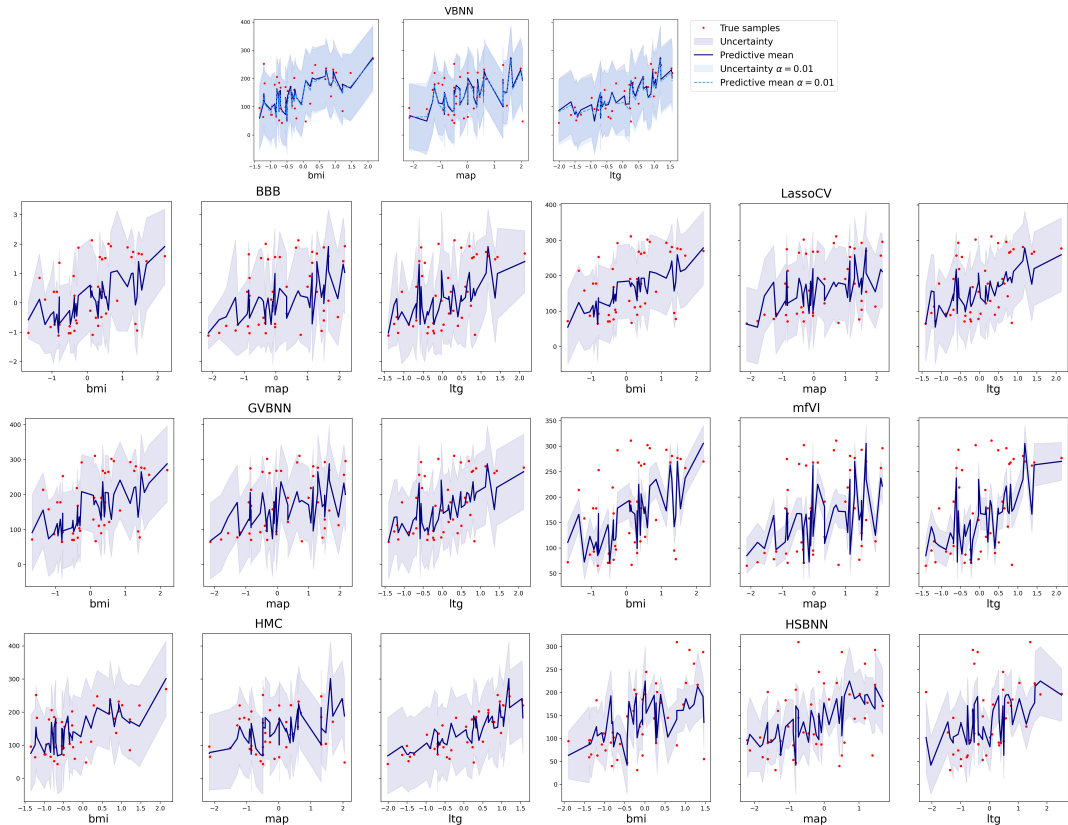 VBNN
400
300
200
100
0
−1.5 −1.0 −0.5 0.0 0.5 1.0 1.5 2.0
bmi
−2 −1 0 1 2
map
−2.0 −1.5 −1.0 −0.5 0.0 0.5 1.0 1.5
ltg
True samples
Uncertainty
Predictive mean
Uncertainty α = 0.01
Predictive mean α = 0.01
BBB
3
2
1
0
−1
−2
−1 0 1 2
bmi
−2 −1 0 1 2
map
−1.5 −1.0 −0.5 0.0 0.5 1.0 1.5 2.0
ltg
LassoCV
400
300
200
100
0
−1 0 1 2
bmi
−2 −1 0 1 2
map
−1.5 −1.0 −0.5 0.0 0.5 1.0 1.5 2.0
ltg
GVBNN
400
300
200
100
0
−1 0 1 2
bmi
−2 −1 0 1 2
map
−1.5 −1.0 −0.5 0.0 0.5 1.0 1.5 2.0
ltg
mfVI
350
300
250
200
150
100
50
−1 0 1 2
bmi
−2 −1 0 1 2
map
−1.5 −1.0 −0.5 0.0 0.5 1.0 1.5 2.0
ltg
HMC
400
300
200
100
0
−1.5 −1.0 −0.5 0.0 0.5 1.0 1.5 2.0
bmi
−2 −1 0 1 2
map
−2.0 −1.5 −1.0 −0.5 0.0 0.5 1.0 1.5
ltg
HSBNN
300
250
200
150
100
50
0
−2.0 −1.5 −1.0 −0.5 0.0 0.5 1.0 1.5
bmi
−2 −1 0 1
map
−2 −1 0 1 2
ltg